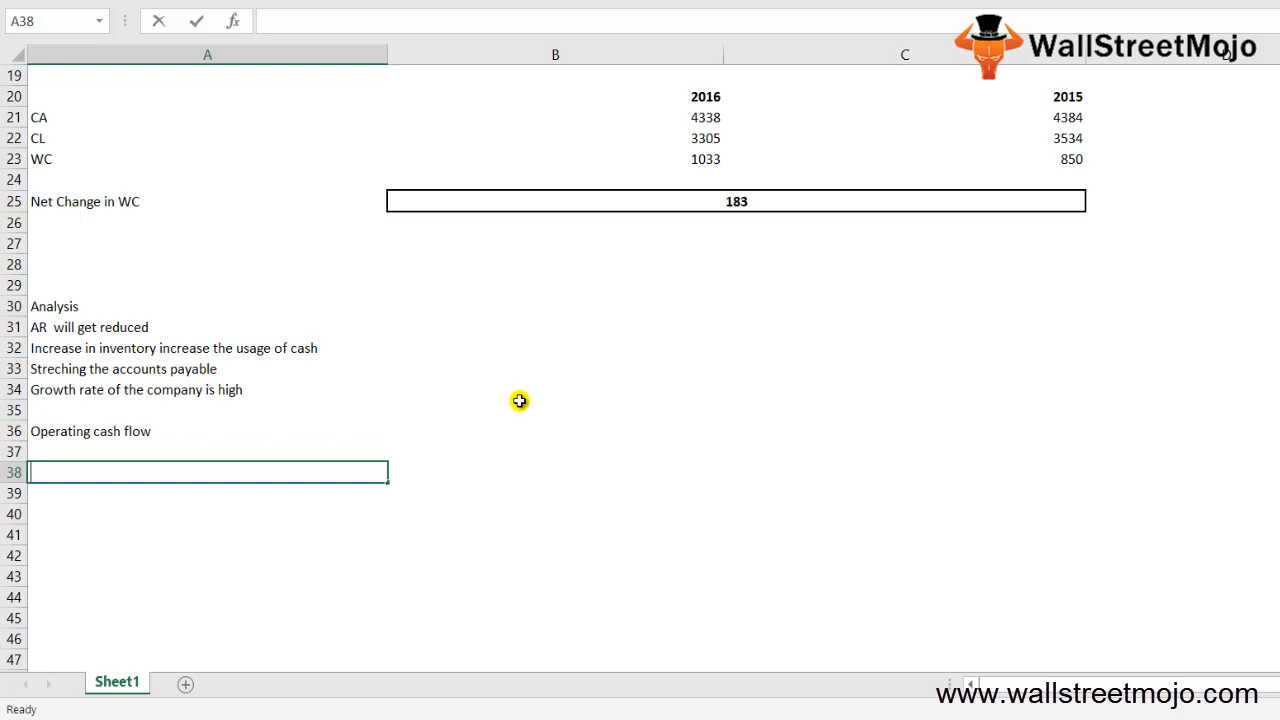 A38
fx
WallStreetMojo
A B C D
19
20 2016 2015
21 CA 4338 4384
22 CL 3305 3534
23 WC 1033 850
24
25 Net Change in WC 183
26
27
28
29
30 Analysis
31 AR will get reduced
32 Increase in inventory increase the usage of cash
33 Streching the accounts payable
34 Growth rate of the company is high
35
36 Operating cash flow
37
38
39
40
41
42
43
44
45
46
47
Sheet1
www.wallstreetmojo.com
Ready